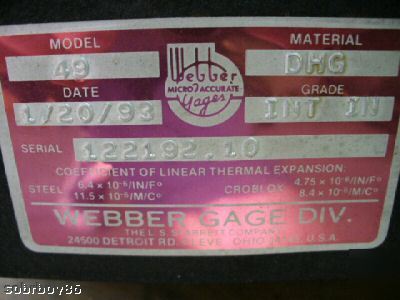 MODEL
49
Webber
MICRO ACCURATE
Gages
MATERIAL
DHG
DATE
1/20/93
GRADE
INT IN
SERIAL 122192.10
COEFFICIENT OF LINEAR THERMAL EXPANSION:
STEEL 6.4 × 10⁻⁶/IN/F° CROBLOX 4.75 × 10⁻⁶/IN/F°
11.5 × 10⁻⁶/M/C° 8.4 × 10⁻⁶/M/C°
WEBBER GAGE DIV.
THE L.S. STARRETT COMPANY
24500 DETROIT RD. CLEVE. OHIO U.S.A.
sobrboy86